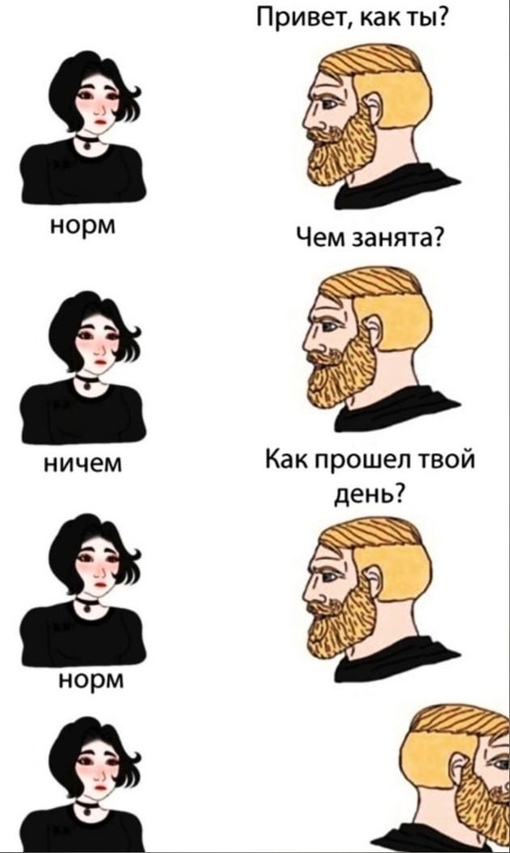 Привет, как ты?
норм
Чем занята?
ничем
Как прошел твой
день?
норм